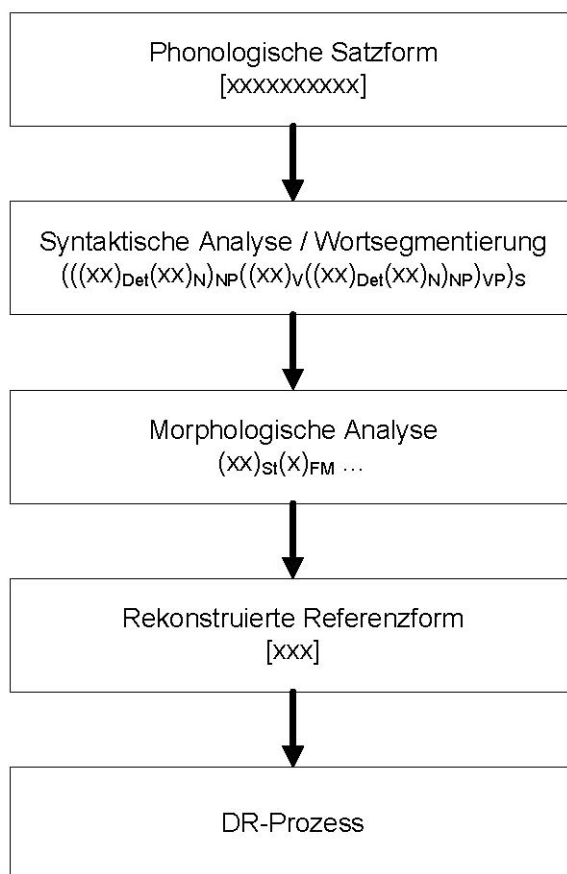 Phonologische Satzform
[xxxxxxxxxx]
Syntaktische Analyse / Wortsegmentierung
(((xx)Det(xx)N)NP((xx)V((xx)Det(xx)N)NP)VP)S
Morphologische Analyse
(xx)St(x)FM ...
Rekonstruierte Referenzform
[xxx]
DR-Prozess